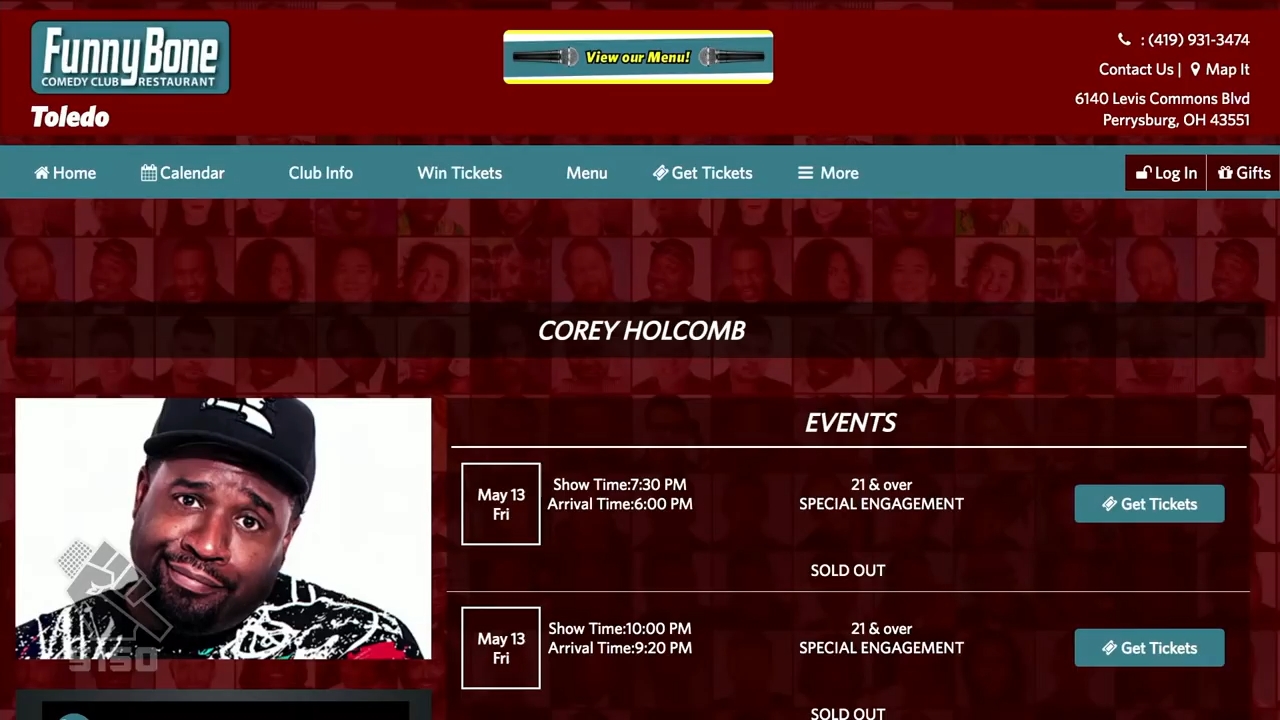 Funny Bone
COMEDY CLUB RESTAURANT
Toledo
View our Menu!
: (419) 931-3474
Contact Us | Map It
6140 Levis Commons Blvd
Perrysburg, OH 43551
Home Calendar Club Info Win Tickets Menu Get Tickets More Log In Gifts
COREY HOLCOMB
EVENTS
May 13
Fri
Show Time:7:30 PM
Arrival Time:6:00 PM
21 & over
SPECIAL ENGAGEMENT
Get Tickets
SOLD OUT
May 13
Fri
Show Time:10:00 PM
Arrival Time:9:20 PM
21 & over
SPECIAL ENGAGEMENT
Get Tickets
SOLD OUT
5150